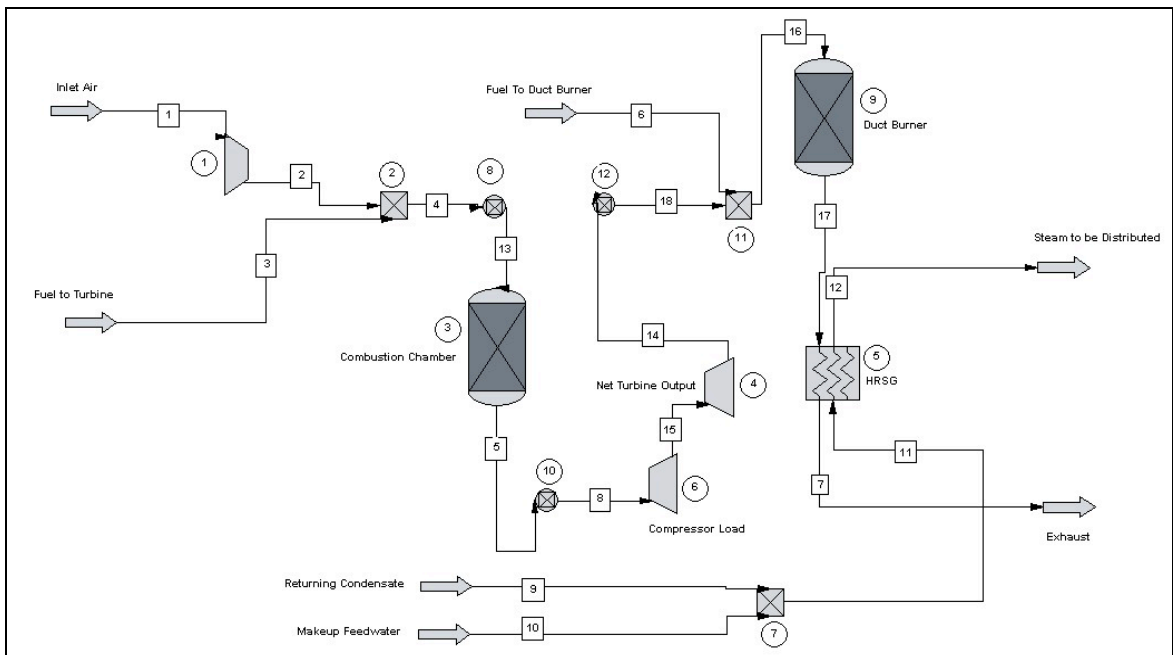 16
Inlet Air
1
Fuel To Duct Burner
6
9
Duct Burner
1
2
2
8
12
4
18
11
17
3
13
Steam to be Distributed
12
Fuel to Turbine
3
Combustion Chamber
14
5
HRSG
Net Turbine Output
4
15
5
11
10
8
6
7
Compressor Load
Exhaust
Returning Condensate
9
Makeup Feedwater
10
7